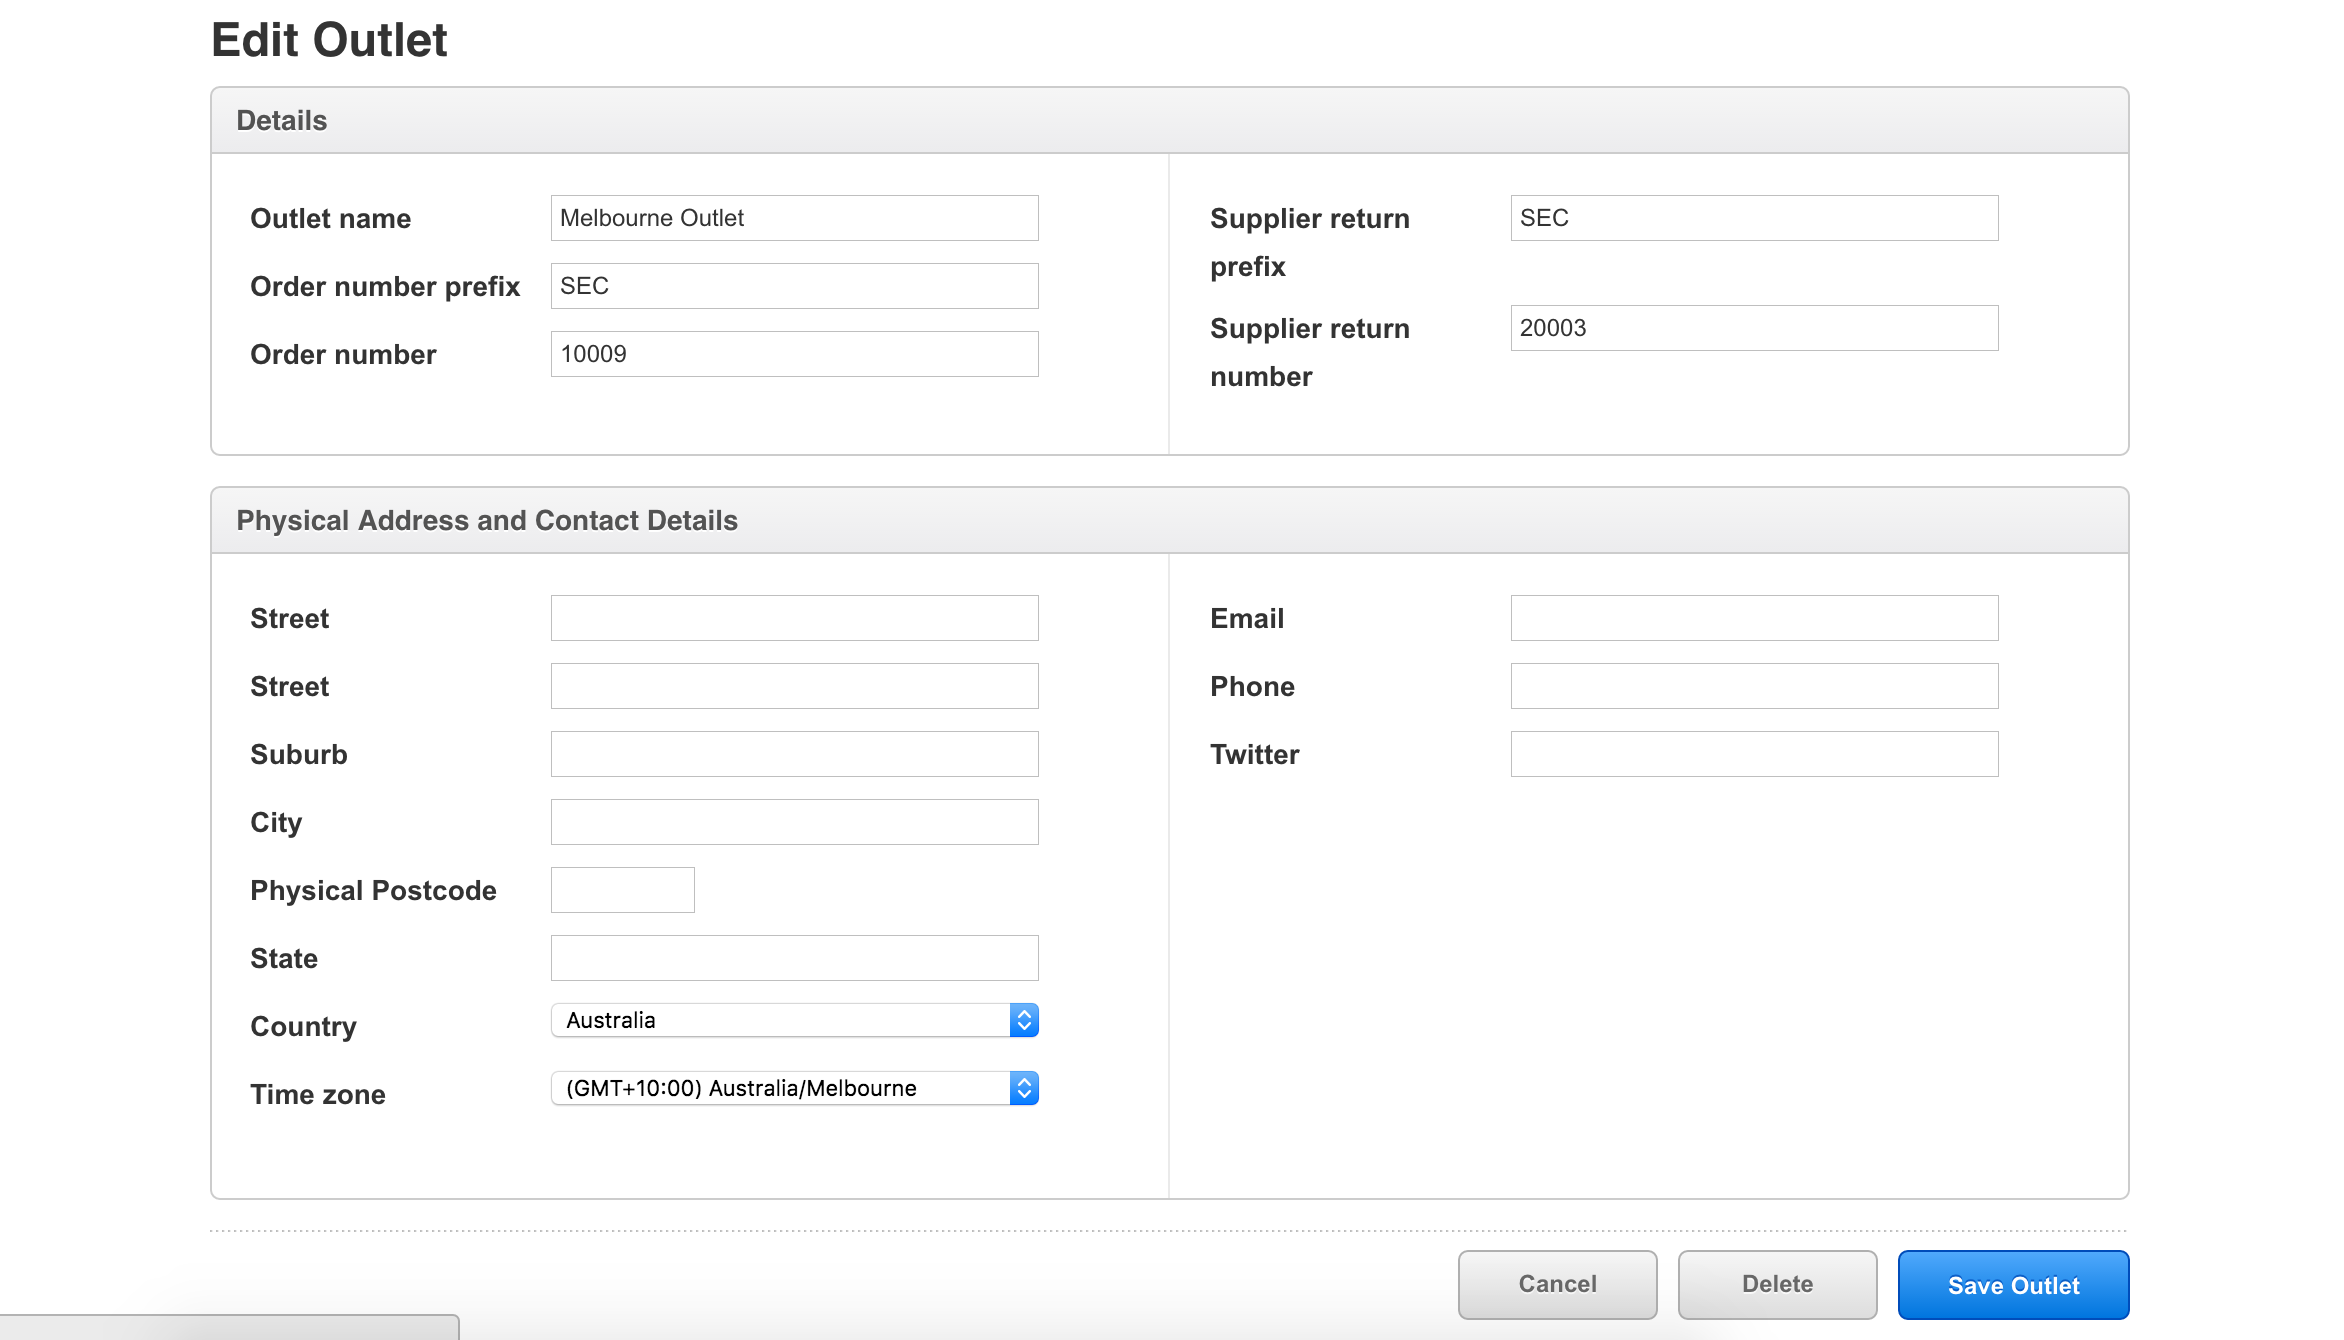 Edit Outlet
Details
Outlet name
Melbourne Outlet
Order number prefix
SEC
Order number
10009
Supplier return
prefix
SEC
Supplier return
number
20003
Physical Address and Contact Details
Street
Street
Suburb
City
Physical Postcode
State
Country
Australia
Time zone
(GMT+10:00) Australia/Melbourne
Email
Phone
Twitter
Cancel
Delete
Save Outlet